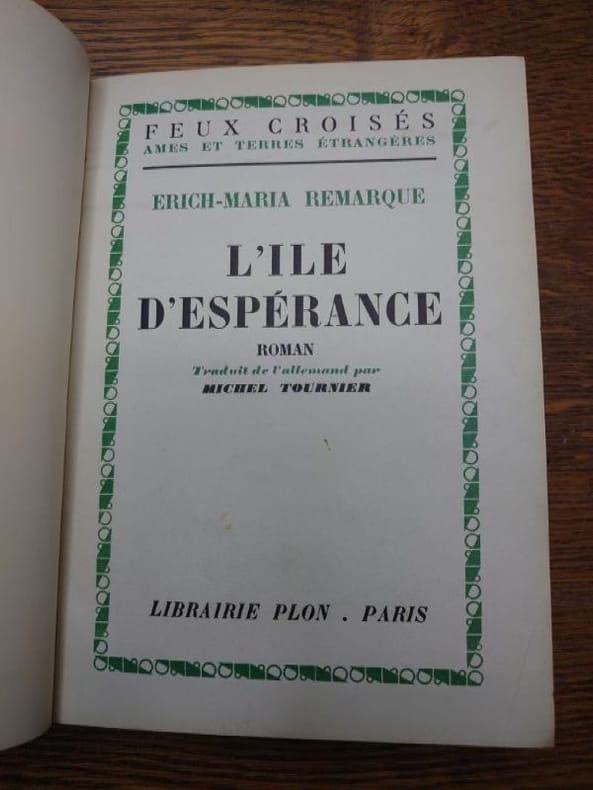 FEUX CROISÉS
AMES ET TERRES ÉTRANGÈRES
ERICH-MARIA REMARQUE
L'ILE
D'ESPÉRANCE
ROMAN
Traduit de l'allemand par
MICHEL TOURNIER
LIBRAIRIE PLON . PARIS